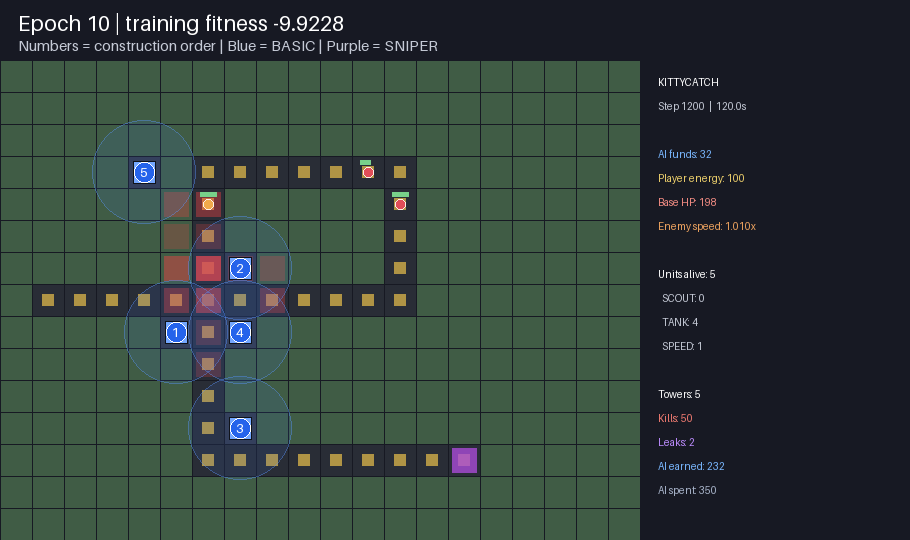 Epoch 10 | training fitness -9.9228
Numbers = construction order | Blue = BASIC | Purple = SNIPER
KITTYCATCH
Step 1200 | 120.0s
AI funds: 32
Player energy: 100
Base HP: 198
Enemy speed: 1.010x
Units alive: 5
SCOUT: 0
TANK: 4
SPEED: 1
Towers: 5
Kills: 50
Leaks: 2
AI earned: 232
AI spent: 350
5
2
1
4
3